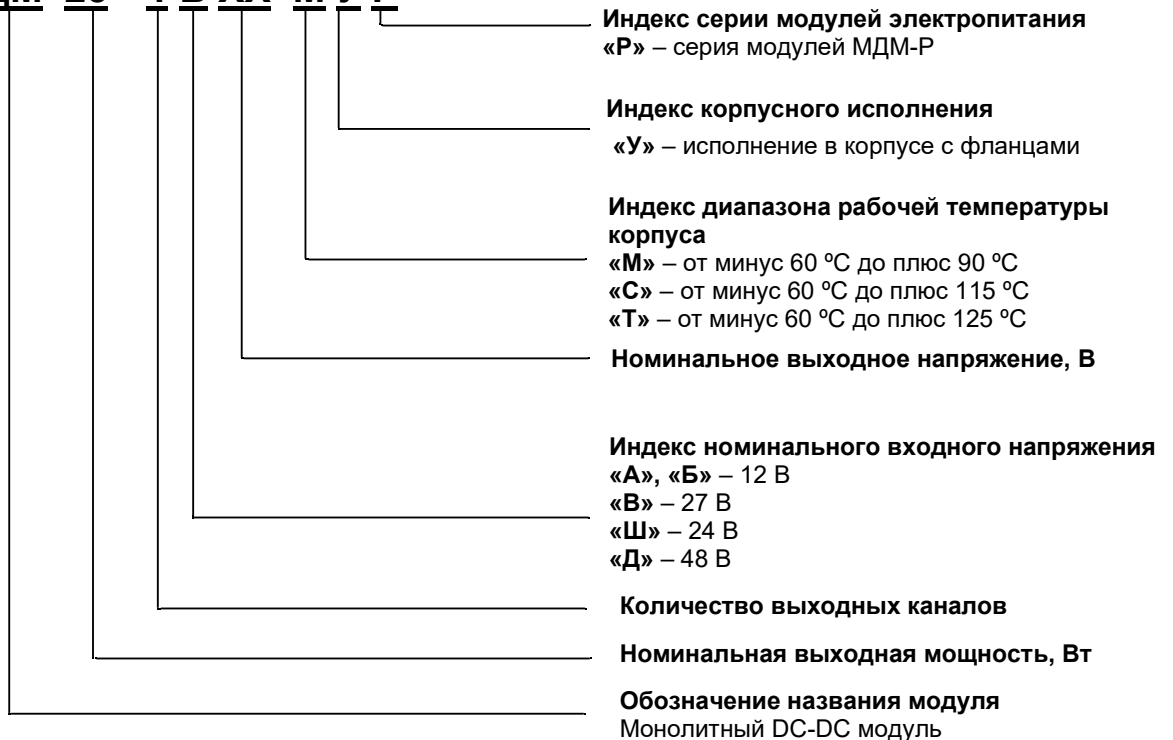 Индекс серии модулей электропитания
«Р» – серия модулей МДМ-Р
Индекс корпусного исполнения
«У» – исполнение в корпусе с фланцами
Индекс диапазона рабочей температуры
корпуса
«М» – от минус 60 ºС до плюс 90 ºС
«С» – от минус 60 ºС до плюс 115 ºС
«Т» – от минус 60 ºС до плюс 125 ºС
Номинальное выходное напряжение, В
Индекс номинального входного напряжения
«А», «Б» – 12 В
«В» – 27 В
«Ш» – 24 В
«Д» – 48 В
Количество выходных каналов
Номинальная выходная мощность, Вт
Обозначение названия модуля
Монолитный DC-DC модуль